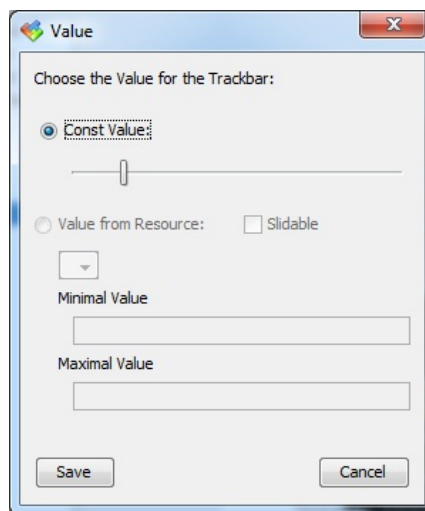 Value
X
Choose the Value for the Trackbar:
Const Value:
Value from Resource: Slidable
Minimal Value
Maximal Value
Save Cancel